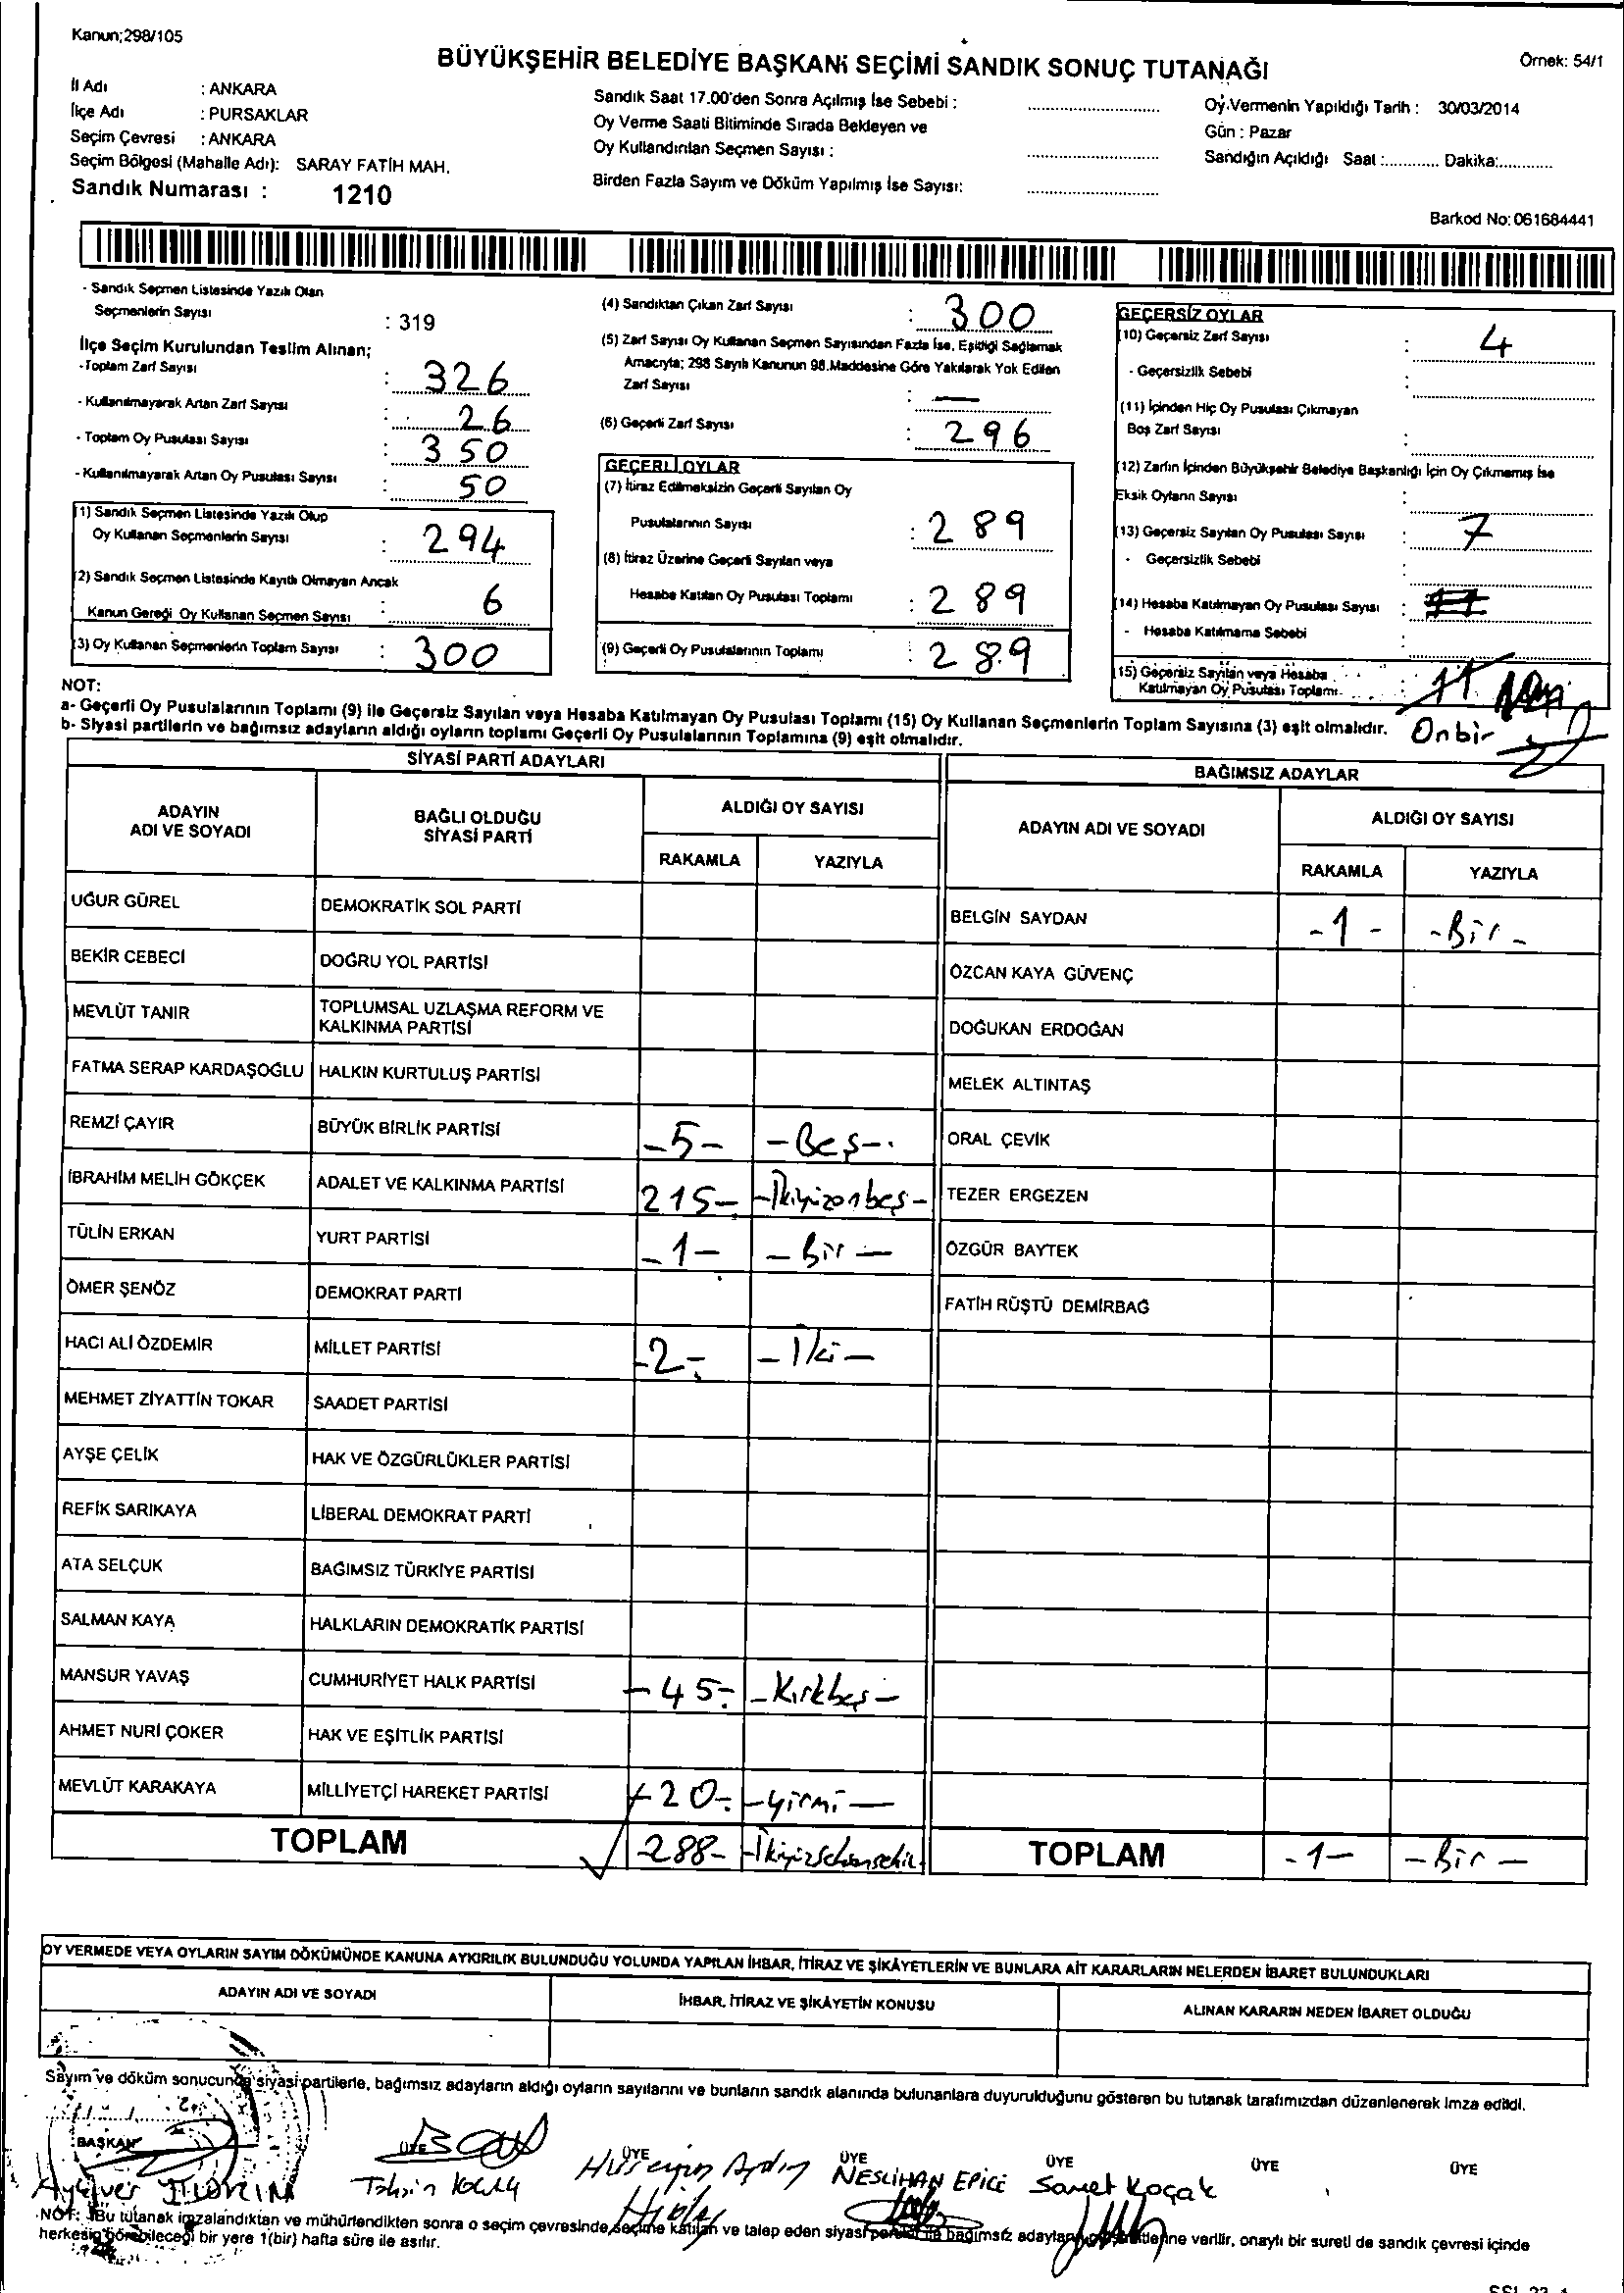 Kanun;298/105
BÜYÜKŞEHİR BELEDİYE BAŞKANI SEÇİMİ SANDIK SONUÇ TUTANAĞI
Örnek: 54/1
İl Adı : ANKARA
İlçe Adı : PURSAKLAR
Seçim Çevresi : ANKARA
Seçim Bölgesi (Mahalle Adı): SARAY FATİH MAH.
Sandık Numarası : 1210
Sandık Saat 17.00'den Sonra Açılmış İse Sebebi :
Oy Verme Saati Bitiminde Sırada Bekleyen ve
Oy Kullandırılan Seçmen Sayısı :
Birden Fazla Sayım ve Döküm Yapılmış İse Sayısı:
Oy Vermenin Yapıldığı Tarih : 30/03/2014
Gün : Pazar
Sandığın Açıldığı Saat :............ Dakika:............
Barkod No: 061684441
- Sandık Seçmen Listesinde Yazılı Olan
Seçmenlerin Sayısı : 319
İlçe Seçim Kurulundan Teslim Alınan;
-Toplam Zarf Sayısı : 326
- Kullanılmayarak Artan Zarf Sayısı : 26
- Toplam Oy Pusulası Sayısı : 350
- Kullanılmayarak Artan Oy Pusulası Sayısı : 50
(1) Sandık Seçmen Listesinde Yazılı Olup
Oy Kullanan Seçmenlerin Sayısı : 294
(2) Sandık Seçmen Listesinde Kayıtlı Olmayan Ancak
Kanun Gereği Oy Kullanan Seçmen Sayısı : 6
(3) Oy Kullanan Seçmenlerin Toplam Sayısı : 300
(4) Sandıktan Çıkan Zarf Sayısı : 300
(5) Zarf Sayısı Oy Kullanan Seçmen Sayısından Fazla İse, Eşitliği Sağlamak
Amacıyla; 298 Sayılı Kanunun 98.Maddesine Göre Yakılarak Yok Edilen
Zarf Sayısı : —
(6) Geçerli Zarf Sayısı : 296
GEÇERLİ OYLAR
(7) İtiraz Edilmeksizin Geçerli Sayılan Oy
Pusulalarının Sayısı : 289
(8) İtiraz Üzerine Geçerli Sayılan veya
Hesaba Katılan Oy Pusulası Toplamı : 289
(9) Geçerli Oy Pusulalarının Toplamı : 289
GEÇERSİZ OYLAR
(10) Geçersiz Zarf Sayısı : 4
- Geçersizlik Sebebi :
(11) İçinden Hiç Oy Pusulası Çıkmayan
Boş Zarf Sayısı :
(12) Zarfın İçinden Büyükşehir Belediye Başkanlığı İçin Oy Çıkmamış İse
Eksik Oyların Sayısı :
(13) Geçersiz Sayılan Oy Pusulası Sayısı : 7
- Geçersizlik Sebebi :
(14) Hesaba Katılmayan Oy Pusulası Sayısı :
- Hesaba Katılmama Sebebi :
(15) Geçersiz Sayılan veya Hesaba
Katılmayan Oy Pusulası Toplamı 11
Onbir
NOT:
a- Geçerli Oy Pusulalarının Toplamı (9) ile Geçersiz Sayılan veya Hesaba Katılmayan Oy Pusulası Toplamı (15) Oy Kullanan Seçmenlerin Toplam Sayısına (3) eşit olmalıdır.
b- Siyasi partilerin ve bağımsız adayların aldığı oyların toplamı Geçerli Oy Pusulalarının Toplamına (9) eşit olmalıdır.
SİYASİ PARTİ ADAYLARI
ADAYIN ADI VE SOYADI
BAĞLI OLDUĞU SİYASİ PARTİ
ALDIĞI OY SAYISI
RAKAMLA YAZIYLA
UĞUR GÜREL DEMOKRATİK SOL PARTİ
BEKİR CEBECİ DOĞRU YOL PARTİSİ
MEVLÜT TANIR TOPLUMSAL UZLAŞMA REFORM VE KALKINMA PARTİSİ
FATMA SERAP KARDAŞOĞLU HALKIN KURTULUŞ PARTİSİ
REMZİ ÇAYIR BÜYÜK BİRLİK PARTİSİ -5- -Beş-
İBRAHİM MELİH GÖKÇEK ADALET VE KALKINMA PARTİSİ 215- -İkiyüzonbeş-
TÜLİN ERKAN YURT PARTİSİ -1- -Bir-
ÖMER ŞENÖZ DEMOKRAT PARTİ
HACI ALİ ÖZDEMİR MİLLET PARTİSİ -2- -İki-
MEHMET ZİYATTİN TOKAR SAADET PARTİSİ
AYŞE ÇELİK HAK VE ÖZGÜRLÜKLER PARTİSİ
REFİK SARIKAYA LİBERAL DEMOKRAT PARTİ
ATA SELÇUK BAĞIMSIZ TÜRKİYE PARTİSİ
SALMAN KAYA HALKLARIN DEMOKRATİK PARTİSİ
MANSUR YAVAŞ CUMHURİYET HALK PARTİSİ -45- -Kırkbeş-
AHMET NURİ ÇOKER HAK VE EŞİTLİK PARTİSİ
MEVLÜT KARAKAYA MİLLİYETÇİ HAREKET PARTİSİ -20- -yirmi-
TOPLAM -288- -İkiyüzseksensekiz-
BAĞIMSIZ ADAYLAR
ADAYIN ADI VE SOYADI
ALDIĞI OY SAYISI
RAKAMLA YAZIYLA
BELGİN SAYDAN -1- -Bir-
ÖZCAN KAYA GÜVENÇ
DOĞUKAN ERDOĞAN
MELEK ALTINTAŞ
ORAL ÇEVİK
TEZER ERGEZEN
ÖZGÜR BAYTEK
FATİH RÜŞTÜ DEMİRBAĞ
TOPLAM -1- -Bir-
OY VERMEDE VEYA OYLARIN SAYIM DÖKÜMÜNDE KANUNA AYKIRILIK BULUNDUĞU YOLUNDA YAPILAN İHBAR, İTİRAZ VE ŞİKÂYETLERİN VE BUNLARA AİT KARARLARIN NELERDEN İBARET BULUNDUKLARI
ADAYIN ADI VE SOYADI İHBAR, İTİRAZ VE ŞİKÂYETİN KONUSU ALINAN KARARIN NEDEN İBARET OLDUĞU
Sayım ve döküm sonucunda siyasi partilerle, bağımsız adayların aldığı oyların sayılarını ve bunların sandık alanında bulunanlara duyurulduğunu gösteren bu tutanak tarafımızdan düzenlenerek imza edildi.
BAŞKAN ÜYE ÜYE ÜYE ÜYE ÜYE ÜYE
Hüseyin Aydın NESLİHAN EPİCİ Samet Koçak
NOT: Bu tutanak imzalandıktan ve mühürlendikten sonra o seçim çevresinde seçime katılan ve talep eden siyasi partiler ile bağımsız adayların verilir, onaylı bir sureti de sandık çevresi içinde
herkesin görebileceği bir yere 1(bir) hafta süre ile asılır.